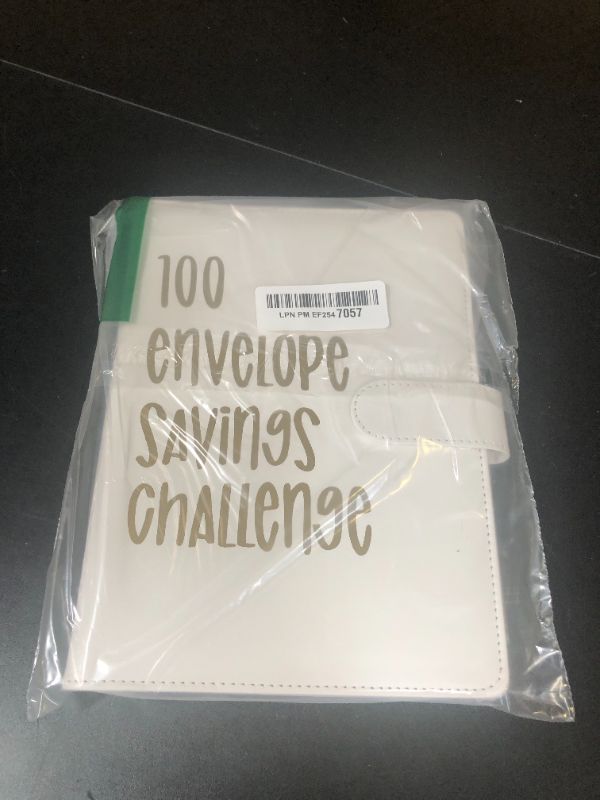 100
LPN PM EF254 7057
envelope
savings
challenge